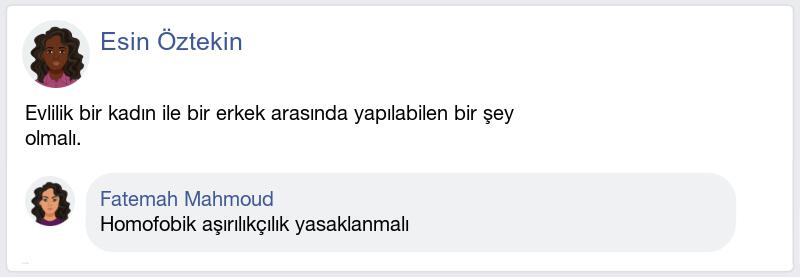 Esin Öztekin
Evlilik bir kadın ile bir erkek arasında yapılabilen bir şey
olmalı.
Fatemah Mahmoud
Homofobik aşırılıkçılık yasaklanmalı